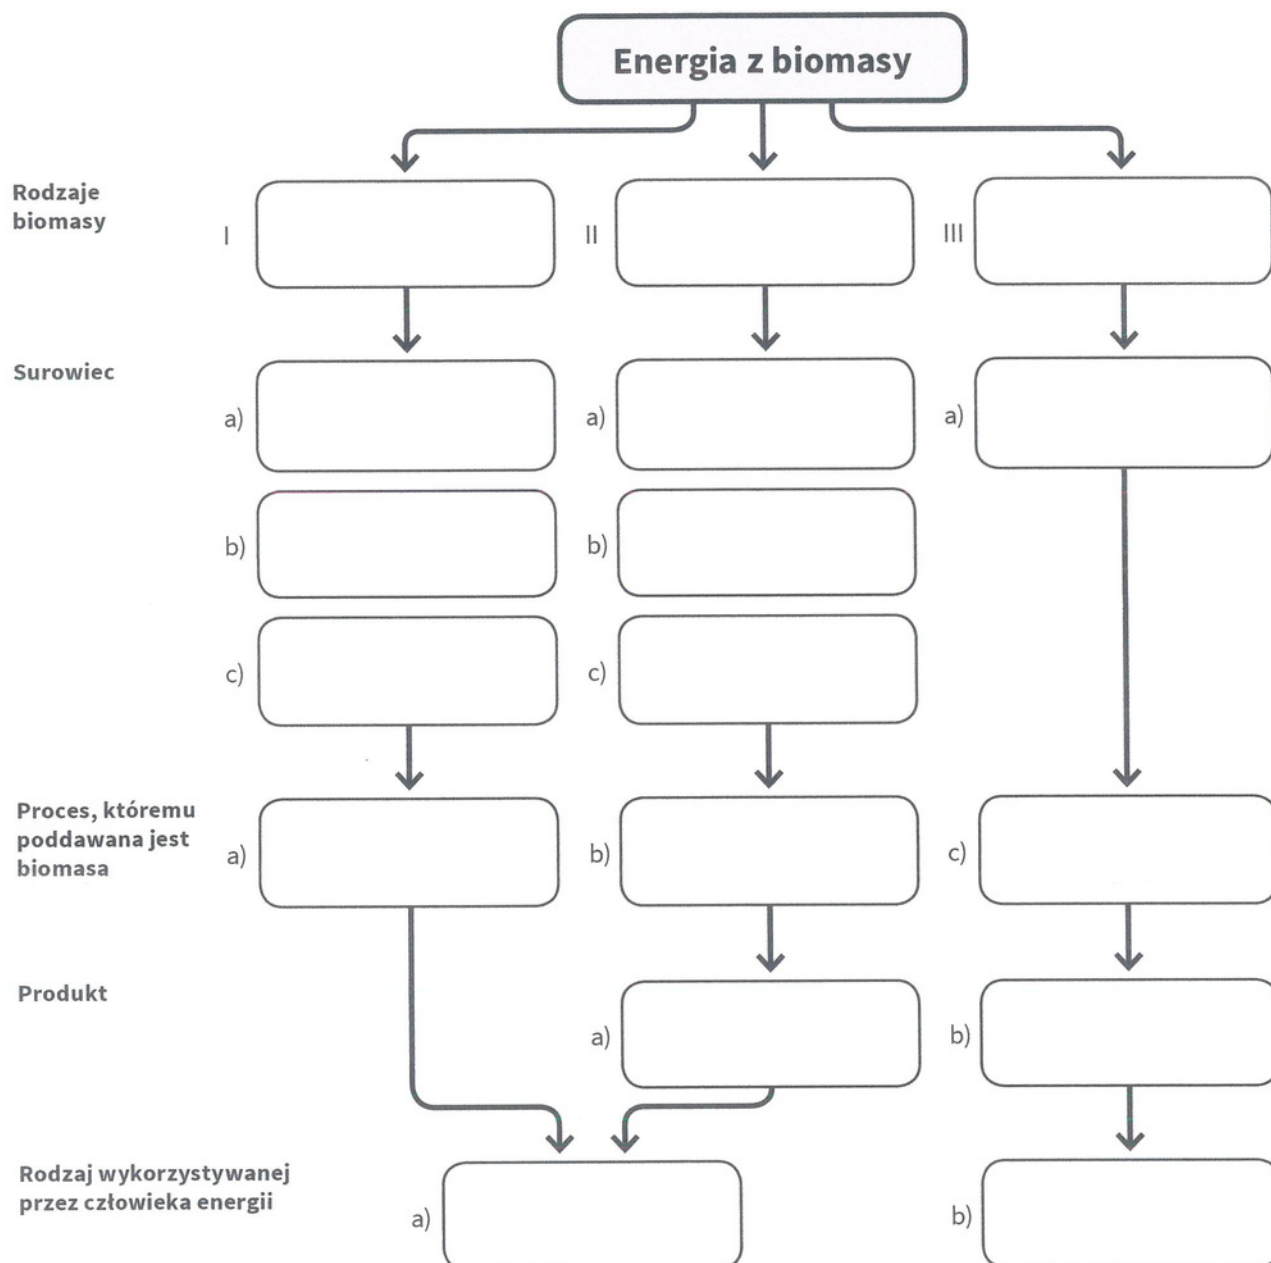 Energia z biomasy
Rodzaje
biomasy
I
II
III
Surowiec
a)
a)
a)
b)
b)
c)
c)
Proces, któremu
poddawana jest
biomasa
a)
b)
c)
Produkt
a)
b)
Rodzaj wykorzystywanej
przez człowieka energii
a)
b)